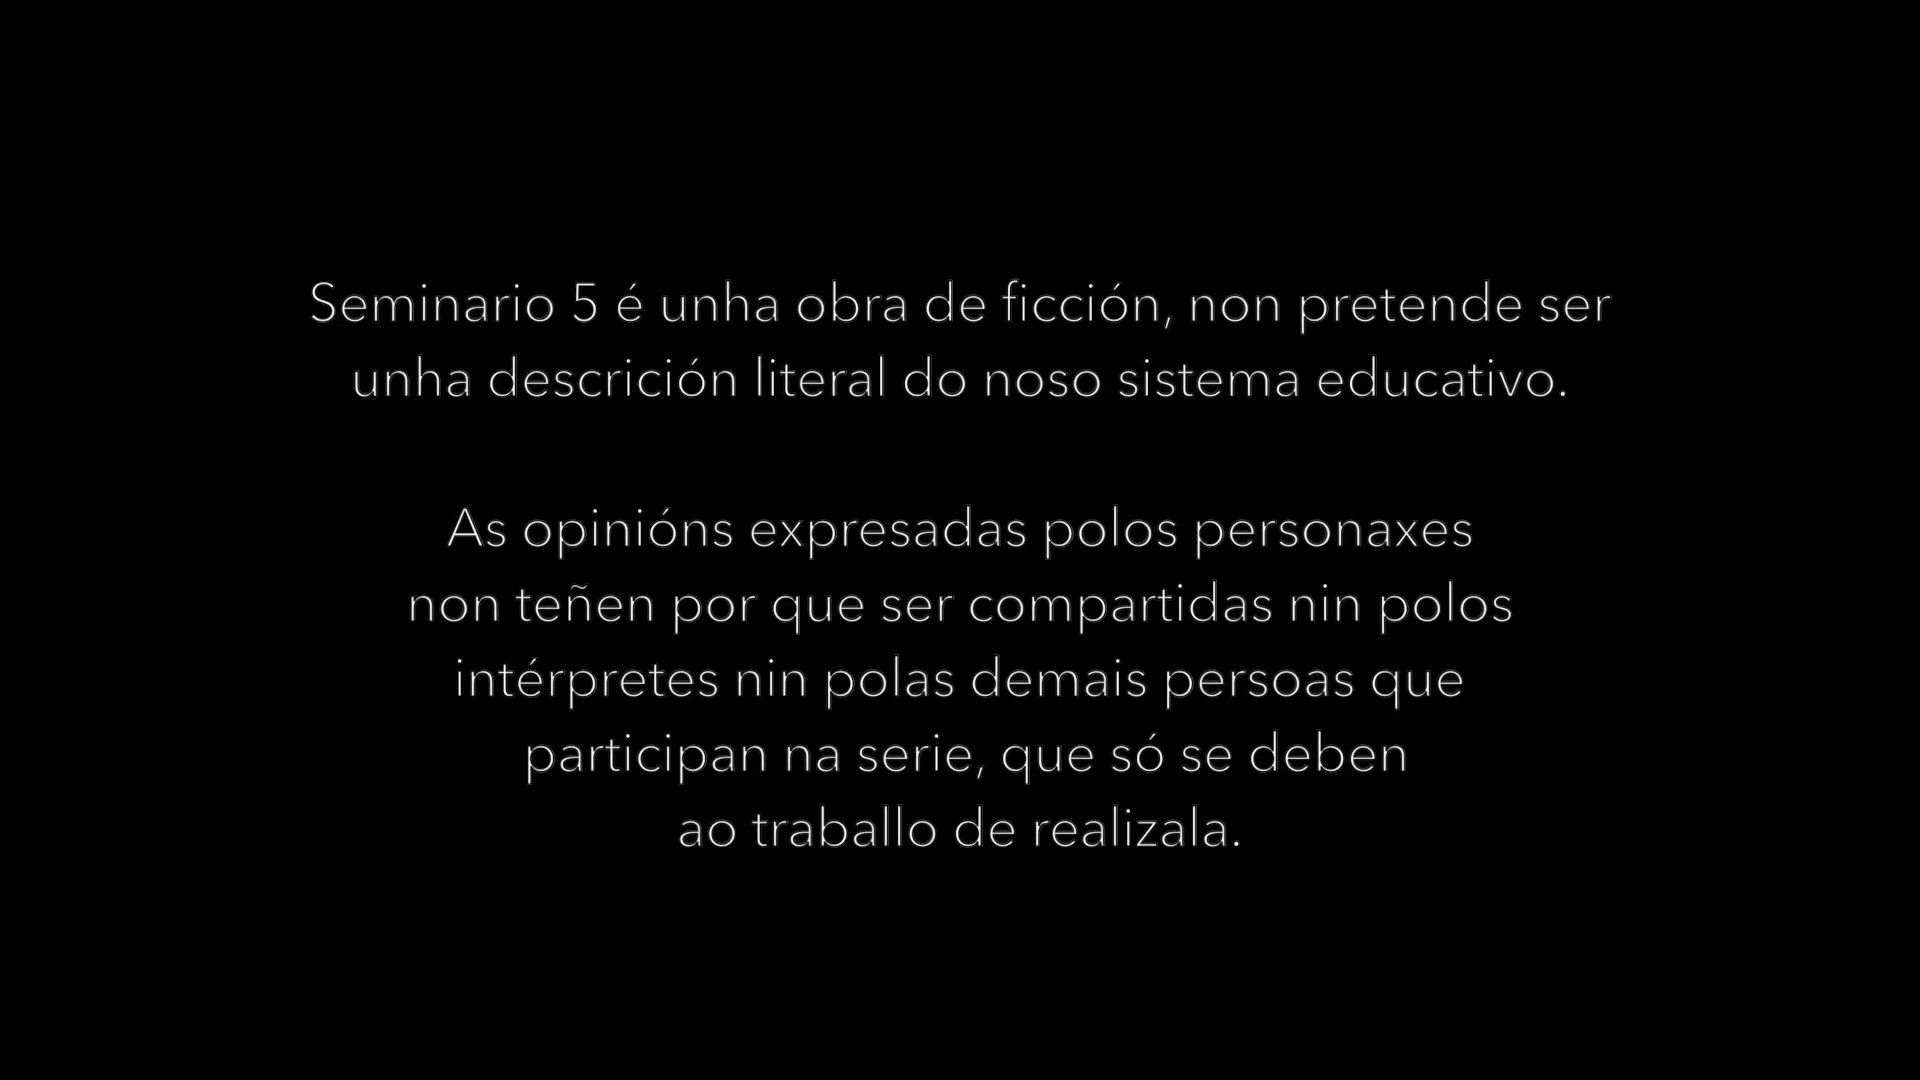 Seminario 5 é unha obra de ficción, non pretende ser
unha descrición literal do noso sistema educativo.
As opinións expresadas polos personaxes
non teñen por que ser compartidas nin polos
intérpretes nin polas demais persoas que
participan na serie, que só se deben
ao traballo de realizala.